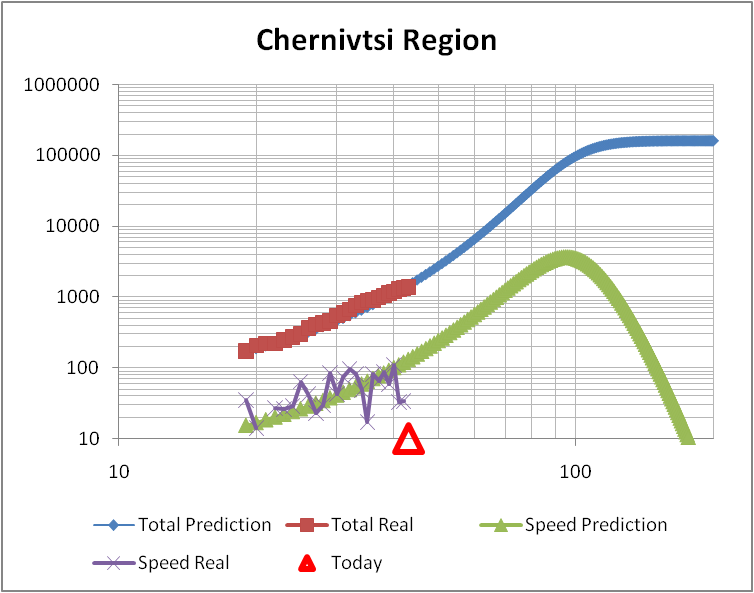 Chernivtsi Region
1000000
100000
10000
1000
100
10
10 100
Total Prediction Total Real Speed Prediction
Speed Real Today